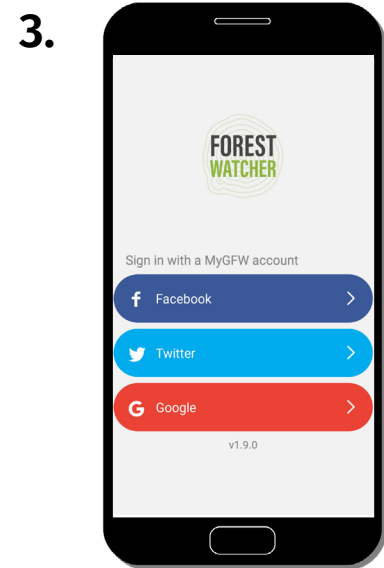 3.
FOREST
WATCHER
Sign in with a MyGFW account
Facebook
Twitter
Google
v1.9.0